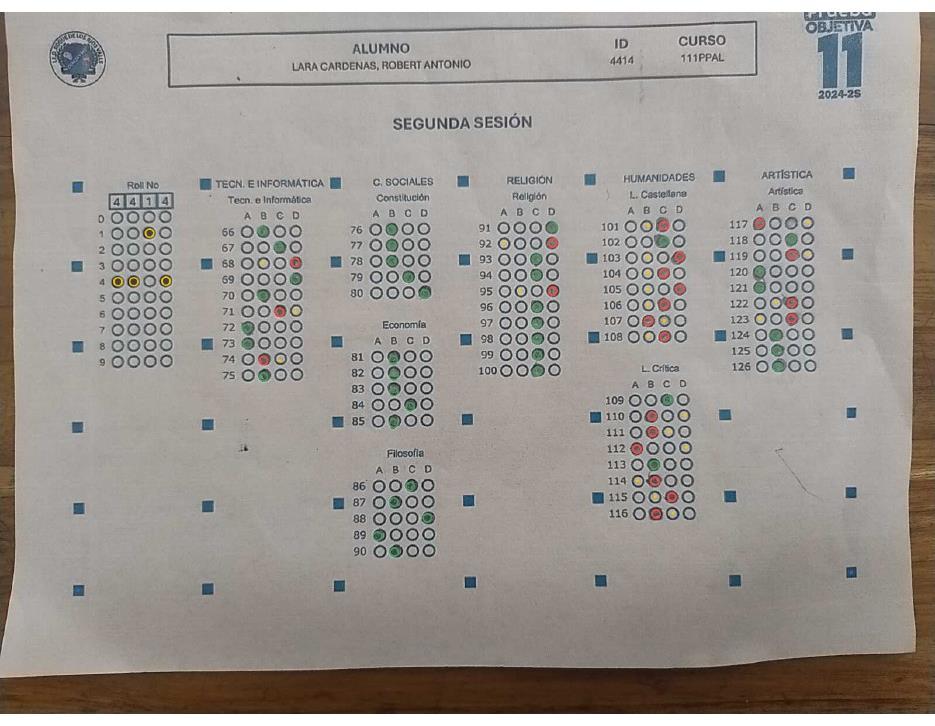 Prueba
OBJETIVA
11
2024-25
ALUMNO ID CURSO
LARA CARDENAS, ROBERT ANTONIO 4414 111PPAL
SEGUNDA SESIÓN
Roll No
4 4 1 4
0
1
2
3
4
5
6
7
8
9
TECN. E INFORMÁTICA
Tecn. e Informática
A B C D
66
67
68
69
70
71
72
73
74
75
C. SOCIALES
Constitución
A B C D
76
77
78
79
80
Economía
A B C D
81
82
83
84
85
Filosofía
A B C D
86
87
88
89
90
RELIGIÓN
Religión
A B C D
91
92
93
94
95
96
97
98
99
100
HUMANIDADES
L. Castellana
A B C D
101
102
103
104
105
106
107
108
L. Crítica
A B C D
109
110
111
112
113
114
115
116
ARTÍSTICA
Artística
A B C D
117
118
119
120
121
122
123
124
125
126